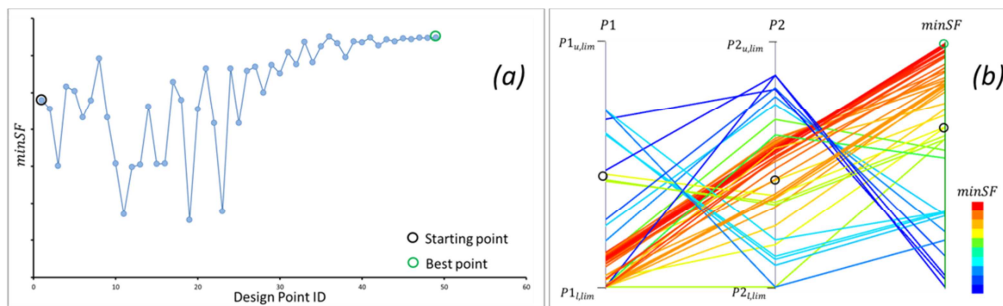 (a)
minSF
Starting point
Best point
0
10
20
30
40
50
60
Design Point ID
P1
P2
minSF
P1u,lim
P2u,lim
(b)
minSF
P1l,lim
P2l,lim